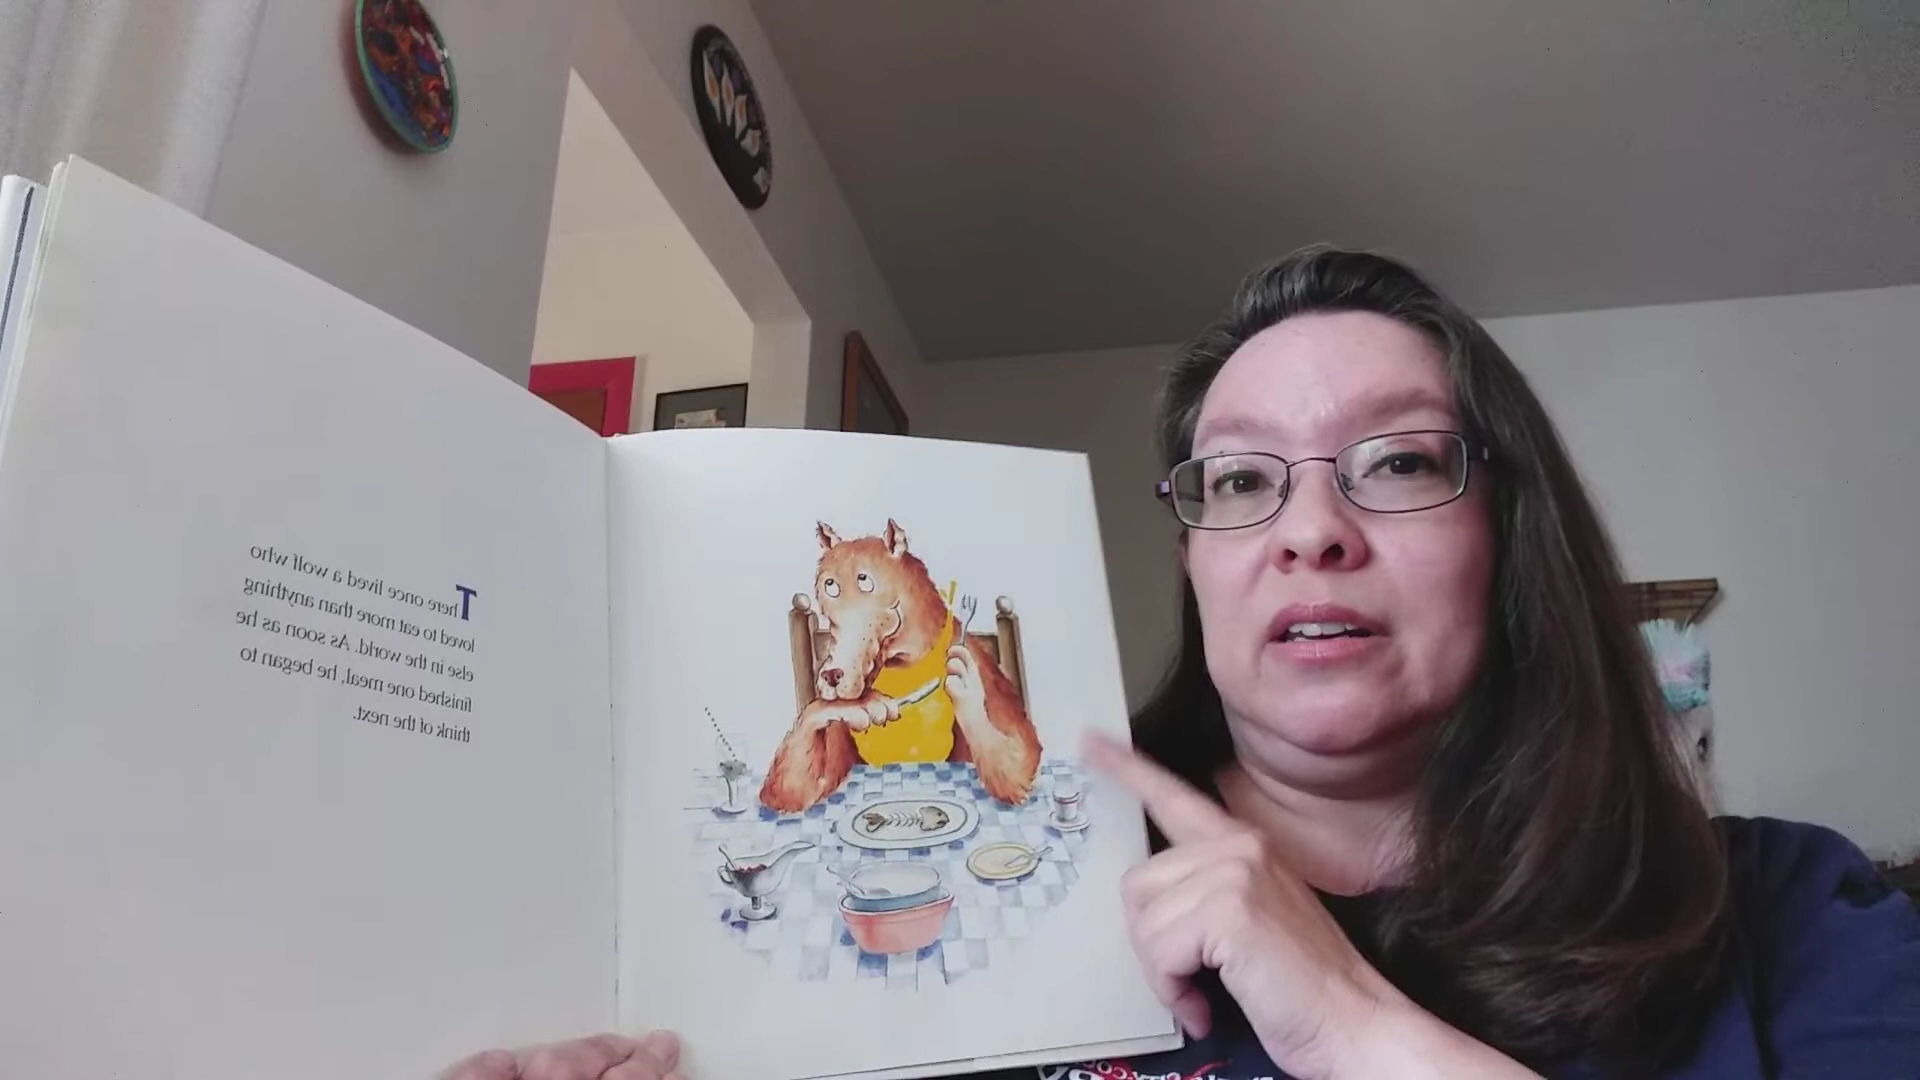 There once lived a wolf who
loved to eat more than anything
else in the world. As soon as he
finished one meal, he began to
think of the next.